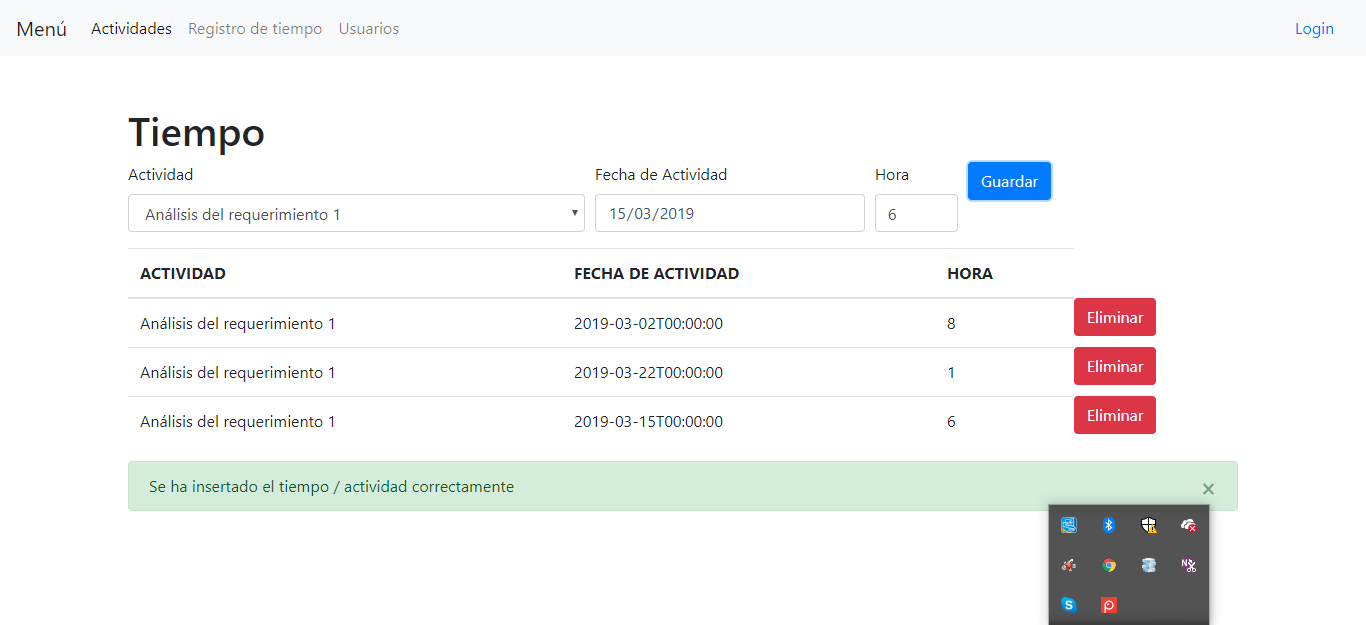 Menú Actividades Registro de tiempo Usuarios Login
Tiempo
Actividad Fecha de Actividad Hora Guardar
Análisis del requerimiento 1 15/03/2019 6
ACTIVIDAD FECHA DE ACTIVIDAD HORA
Análisis del requerimiento 1 2019-03-02T00:00:00 8 Eliminar
Análisis del requerimiento 1 2019-03-22T00:00:00 1 Eliminar
Análisis del requerimiento 1 2019-03-15T00:00:00 6 Eliminar
Se ha insertado el tiempo / actividad correctamente ×